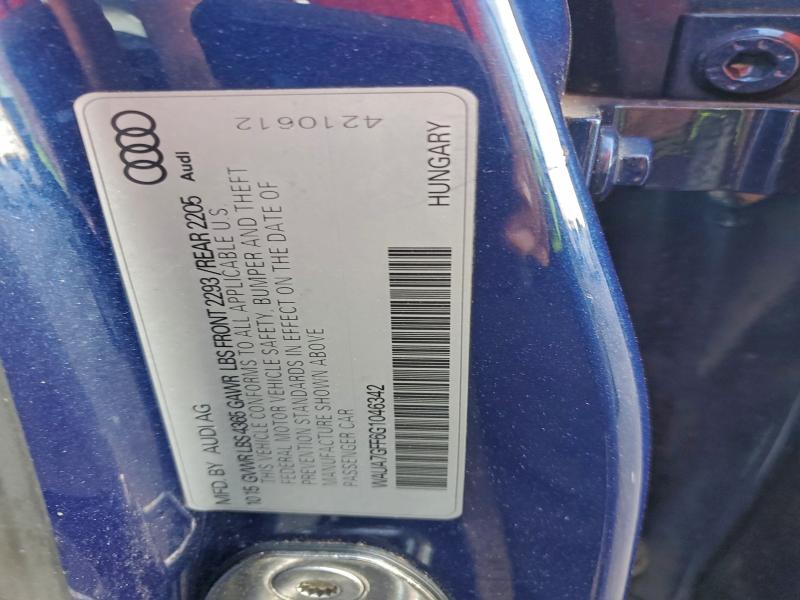 MFD. BY AUDI AG
Audi
10 15 GVWR LBS 4365 GAWR LBS FRONT 2293 / REAR 2205
THIS VEHICLE CONFORMS TO ALL APPLICABLE U.S.
FEDERAL MOTOR VEHICLE SAFETY, BUMPER AND THEFT
PREVENTION STANDARDS IN EFFECT ON THE DATE OF
MANUFACTURE SHOWN ABOVE
PASSENGER CAR
4210612
WAUA7GFF6G1046342
HUNGARY